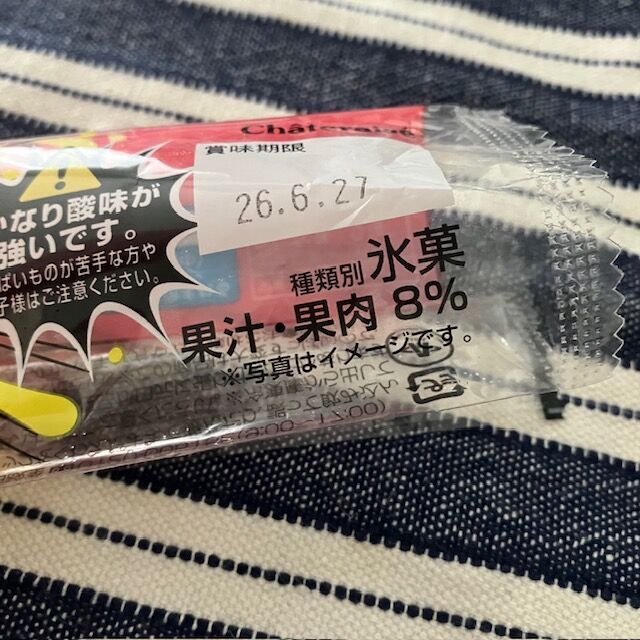 Châteraisé
賞味期限
26.6.27
かなり酸味が
強いです。
ぱいものが苦手な方や
子様はご注意ください。
種類別 氷菓
果汁・果肉 8%
※写真はイメージです。